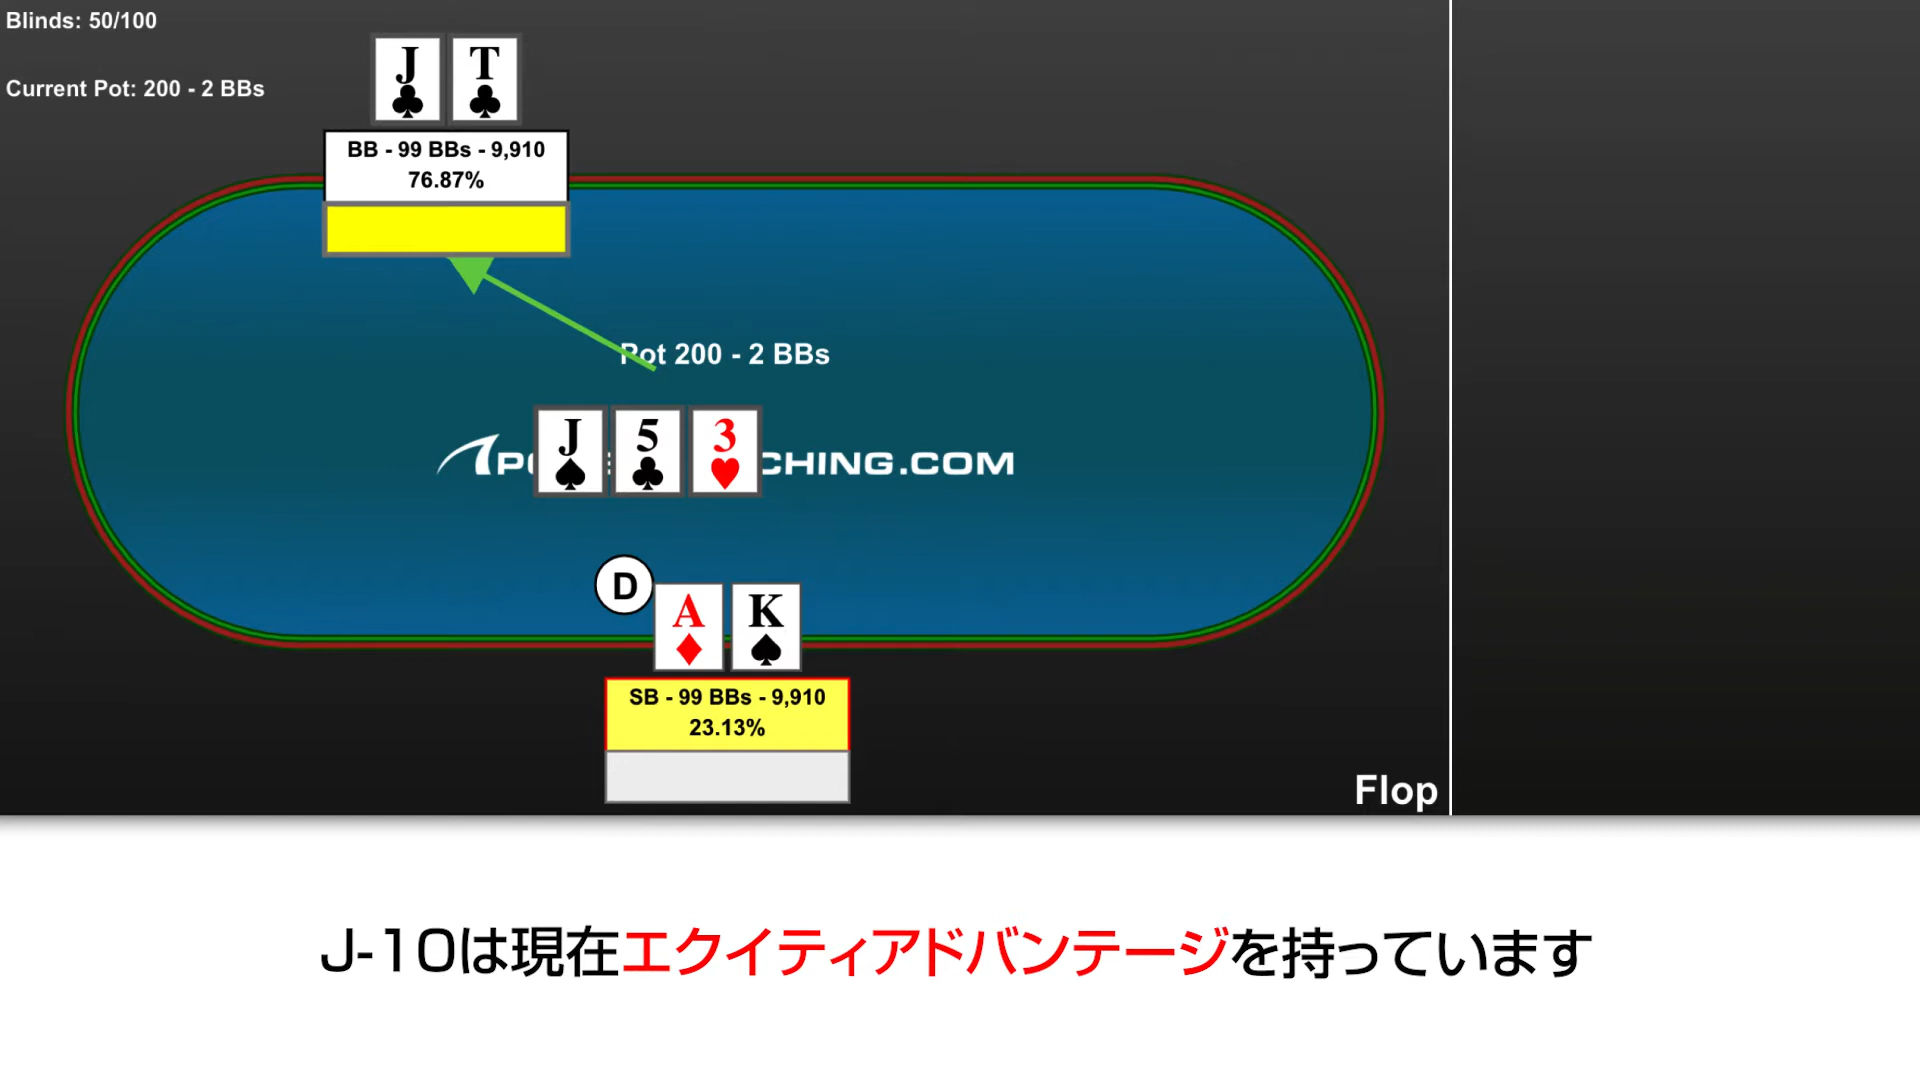 Blinds: 50/100
Current Pot: 200 - 2 BBs
J T
BB - 99 BBs - 9,910
76.87%
Pot 200 - 2 BBs
J 5 3
CHING.COM
D
A K
SB - 99 BBs - 9,910
23.13%
Flop
J-10は現在エクイティアドバンテージを持っています